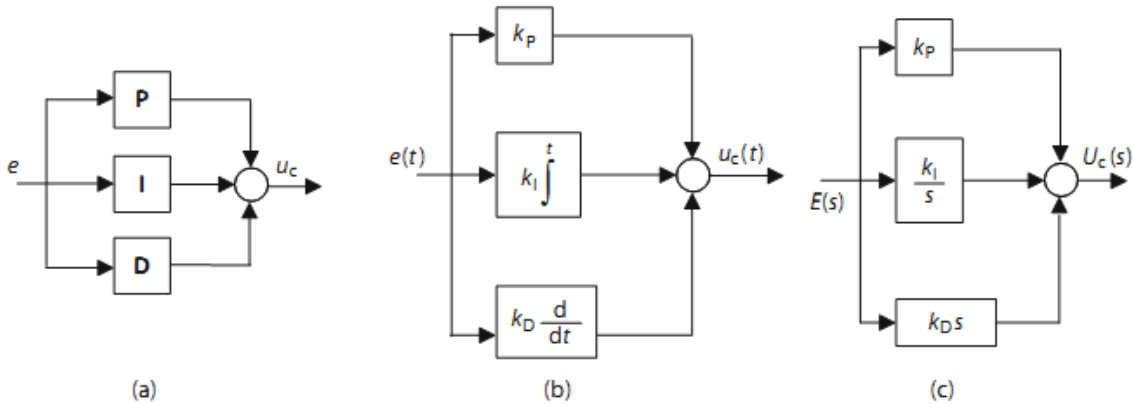 P
I
D
e
u_c
(a)
k_P
k_I ∫^t
k_D d/dt
e(t)
u_c(t)
(b)
k_P
k_I/s
k_D s
E(s)
U_c(s)
(c)